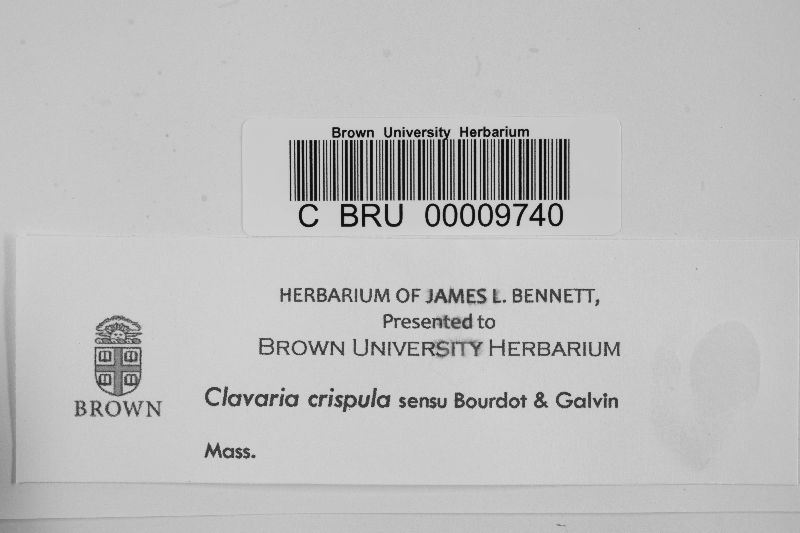 Brown University Herbarium
C BRU 00009740
HERBARIUM OF JAMES L. BENNETT,
Presented to
BROWN UNIVERSITY HERBARIUM
BROWN
Clavaria crispula sensu Bourdot & Galvin
Mass.